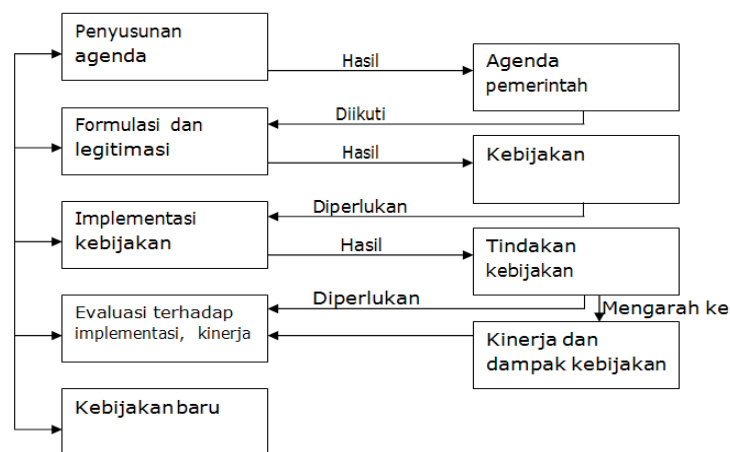 Penyusunan
agenda
Hasil
Agenda
pemerintah
Diikuti
Formulasi dan
legitimasi
Hasil
Kebijakan
Diperlukan
Implementasi
kebijakan
Hasil
Tindakan
kebijakan
Diperlukan
Mengarah ke
Evaluasi terhadap
implementasi, kinerja
Kinerja dan
dampak kebijakan
Kebijakan baru